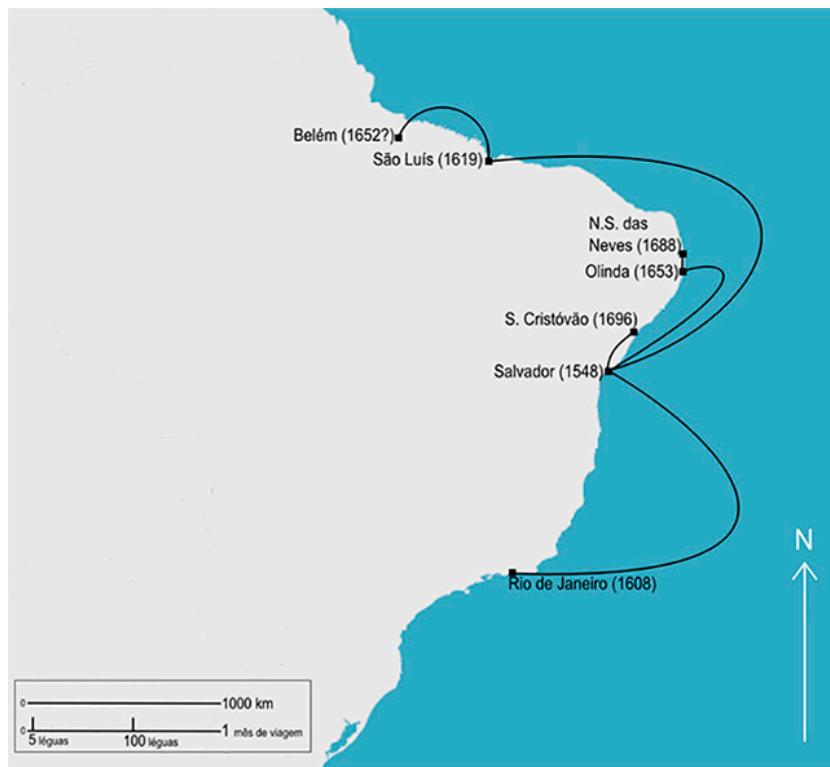 Belém (1652?)
São Luís (1619)
N.S. das
Neves (1688)
Olinda (1653)
S. Cristóvão (1696)
Salvador (1548)
N
Rio de Janeiro (1608)
0 1000 km
0 1 mês de viagem
5 léguas 100 léguas